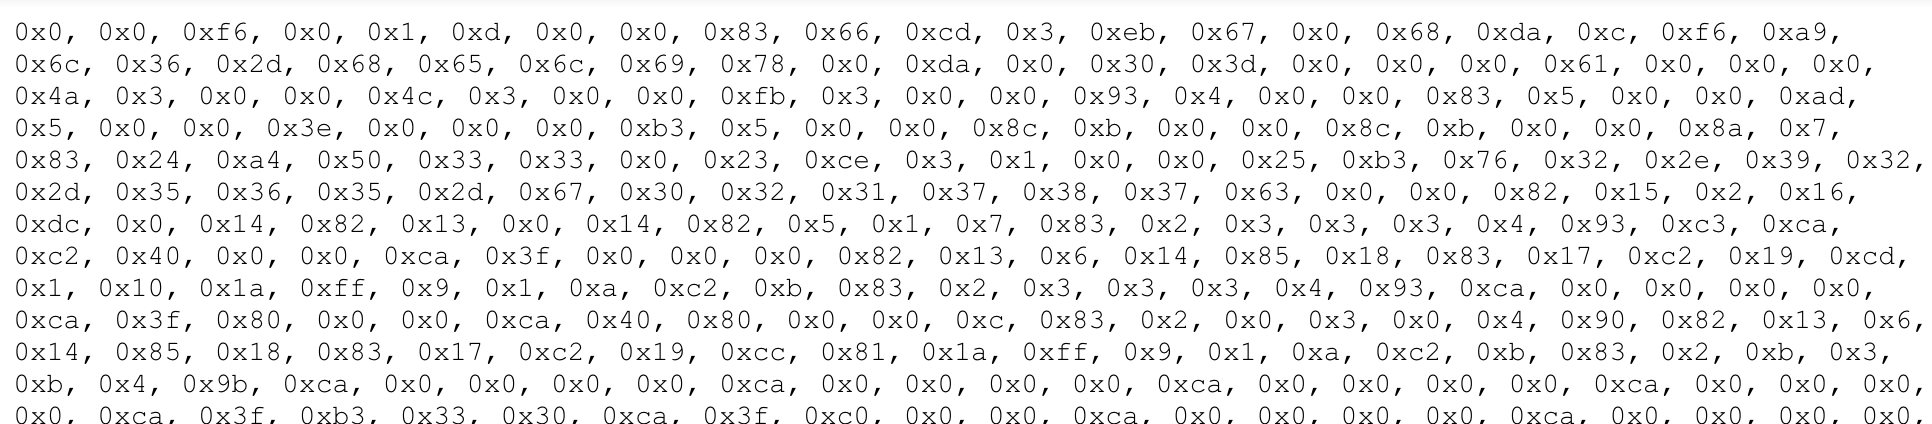 0x0, 0x0, 0xf6, 0x0, 0x1, 0xd, 0x0, 0x0, 0x83, 0x66, 0xcd, 0x3, 0xeb, 0x67, 0x0, 0x68, 0xda, 0xc, 0xf6, 0xa9,
0x6c, 0x36, 0x2d, 0x68, 0x65, 0x6c, 0x69, 0x78, 0x0, 0xda, 0x0, 0x30, 0x3d, 0x0, 0x0, 0x0, 0x61, 0x0, 0x0, 0x0,
0x4a, 0x3, 0x0, 0x0, 0x4c, 0x3, 0x0, 0x0, 0xfb, 0x3, 0x0, 0x0, 0x93, 0x4, 0x0, 0x0, 0x83, 0x5, 0x0, 0x0, 0xad,
0x5, 0x0, 0x0, 0x3e, 0x0, 0x0, 0x0, 0xb3, 0x5, 0x0, 0x0, 0x8c, 0xb, 0x0, 0x0, 0x8c, 0xb, 0x0, 0x0, 0x8a, 0x7,
0x83, 0x24, 0xa4, 0x50, 0x33, 0x33, 0x0, 0x23, 0xce, 0x3, 0x1, 0x0, 0x0, 0x25, 0xb3, 0x76, 0x32, 0x2e, 0x39, 0x32,
0x2d, 0x35, 0x36, 0x35, 0x2d, 0x67, 0x30, 0x32, 0x31, 0x37, 0x38, 0x37, 0x63, 0x0, 0x0, 0x82, 0x15, 0x2, 0x16,
0xdc, 0x0, 0x14, 0x82, 0x13, 0x0, 0x14, 0x82, 0x5, 0x1, 0x7, 0x83, 0x2, 0x3, 0x3, 0x3, 0x4, 0x93, 0xc3, 0xca,
0xc2, 0x40, 0x0, 0x0, 0xca, 0x3f, 0x0, 0x0, 0x0, 0x82, 0x13, 0x6, 0x14, 0x85, 0x18, 0x83, 0x17, 0xc2, 0x19, 0xcd,
0x1, 0x10, 0x1a, 0xff, 0x9, 0x1, 0xa, 0xc2, 0xb, 0x83, 0x2, 0x3, 0x3, 0x3, 0x4, 0x93, 0xca, 0x0, 0x0, 0x0, 0x0,
0xca, 0x3f, 0x80, 0x0, 0x0, 0xca, 0x40, 0x80, 0x0, 0x0, 0xc, 0x83, 0x2, 0x0, 0x3, 0x0, 0x4, 0x90, 0x82, 0x13, 0x6,
0x14, 0x85, 0x18, 0x83, 0x17, 0xc2, 0x19, 0xcc, 0x81, 0x1a, 0xff, 0x9, 0x1, 0xa, 0xc2, 0xb, 0x83, 0x2, 0xb, 0x3,
0xb, 0x4, 0x9b, 0xca, 0x0, 0x0, 0x0, 0x0, 0xca, 0x0, 0x0, 0x0, 0x0, 0xca, 0x0, 0x0, 0x0, 0x0, 0xca, 0x0, 0x0, 0x0,
0x0, 0xca, 0x3f, 0xb3, 0x33, 0x30, 0xca, 0x3f, 0xc0, 0x0, 0x0, 0xca, 0x0, 0x0, 0x0, 0x0, 0xca, 0x0, 0x0, 0x0, 0x0,